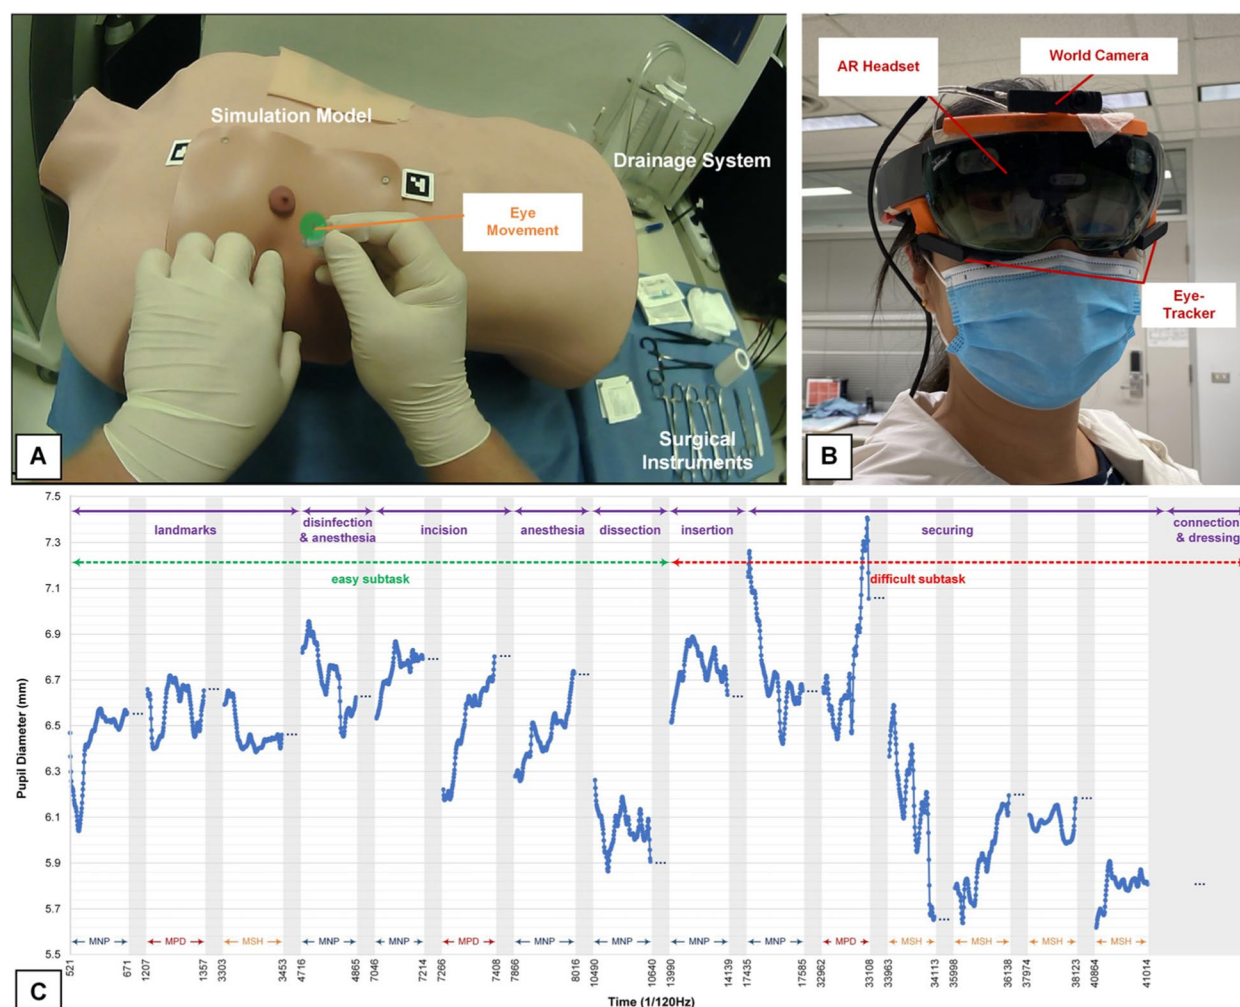 Simulation Model
Drainage System
Eye
Movement
Surgical
Instruments
A
AR Headset
World Camera
Eye-
Tracker
B
7.5
7.3
7.1
6.9
6.7
6.5
6.3
6.1
5.9
5.7
5.5
Pupil Diameter (mm)
landmarks
disinfection
& anesthesia
incision
anesthesia
dissection
insertion
securing
connection
& dressing
easy subtask
difficult subtask
MNP MPD MSH MNP MNP MPD MNP MNP MNP MNP MPD MSH MSH MSH MSH
521 671 1207 1357 3303 3453 4716 4865 7046 7214 7266 7408 7866 8016 10490 10640 13990 14139 17435 17585 32962 33108 33963 34113 35998 36138 37974 38123 40864 41014
Time (1/120Hz)
C